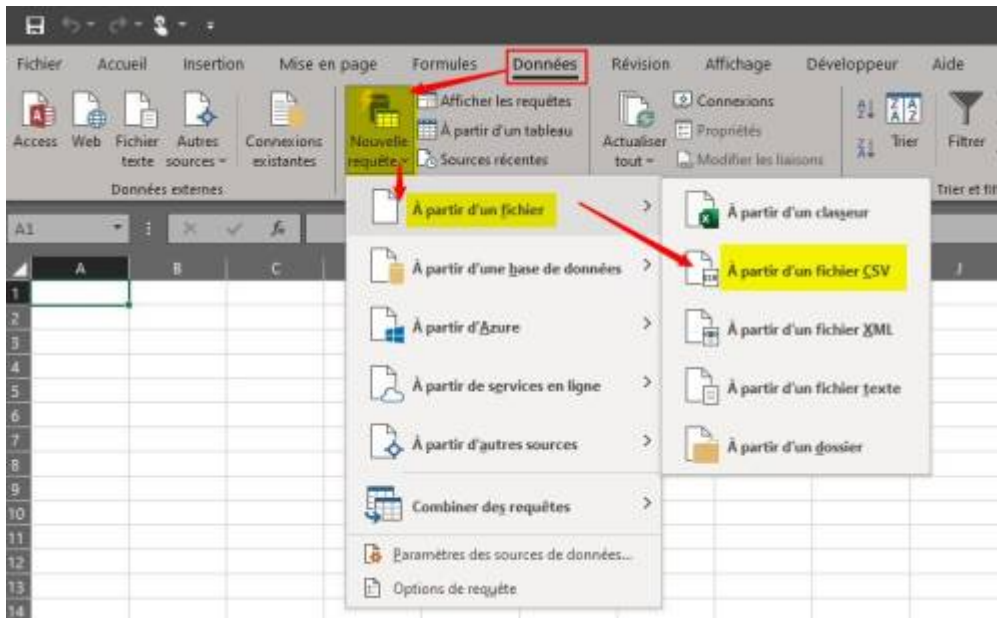 Fichier Accueil Insertion Mise en page Formules Données Révision Affichage Développeur Aide
Access Web Fichier texte Autres sources Connexions existantes
Nouvelle requête
Afficher les requêtes
À partir d'un tableau
Sources récentes
Actualiser tout
Connexions
Propriétés
Modifier les liaisons
Trier Filtrer
Données externes
Trier et fil
A1 fx
A B C J
1
2
3
4
5
6
7
8
9
10
11
12
13
14
À partir d'un fichier
À partir d'une base de données
À partir d'Azure
À partir de services en ligne
À partir d'autres sources
Combiner des requêtes
Paramètres des sources de données...
Options de requête
À partir d'un classeur
À partir d'un fichier CSV
À partir d'un fichier XML
À partir d'un fichier texte
À partir d'un dossier